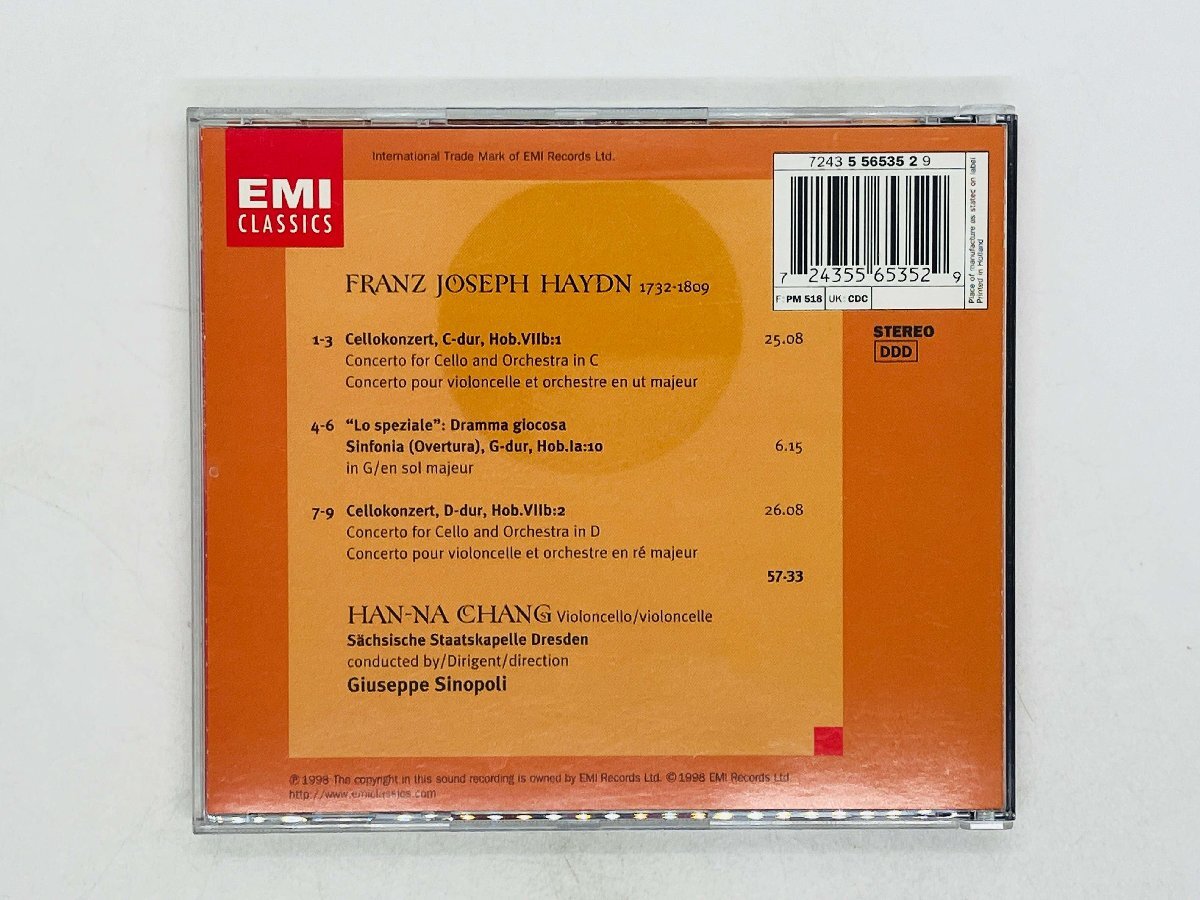 EMI
CLASSICS
International Trade Mark of EMI Records Ltd.
7243 5 56535 2 9
7 24355 65352 9
F: PM 518 UK: CDC
Place of manufacture as stated on label
Printed in Holland
STEREO
DDD
FRANZ JOSEPH HAYDN 1732-1809
1-3 Cellokonzert, C-dur, Hob.VIIb:1 25.08
Concerto for Cello and Orchestra in C
Concerto pour violoncelle et orchestre en ut majeur
4-6 “Lo speziale”: Dramma giocosa
Sinfonia (Overtura), G-dur, Hob.Ia:10 6.15
in G/en sol majeur
7-9 Cellokonzert, D-dur, Hob.VIIb:2 26.08
Concerto for Cello and Orchestra in D
Concerto pour violoncelle et orchestre en ré majeur
57.33
HAN-NA CHANG Violoncello/violoncelle
Sächsische Staatskapelle Dresden
conducted by/Dirigent/direction
Giuseppe Sinopoli
℗ 1998 The copyright in this sound recording is owned by EMI Records Ltd. © 1998 EMI Records Ltd.
http://www.emiclassics.com